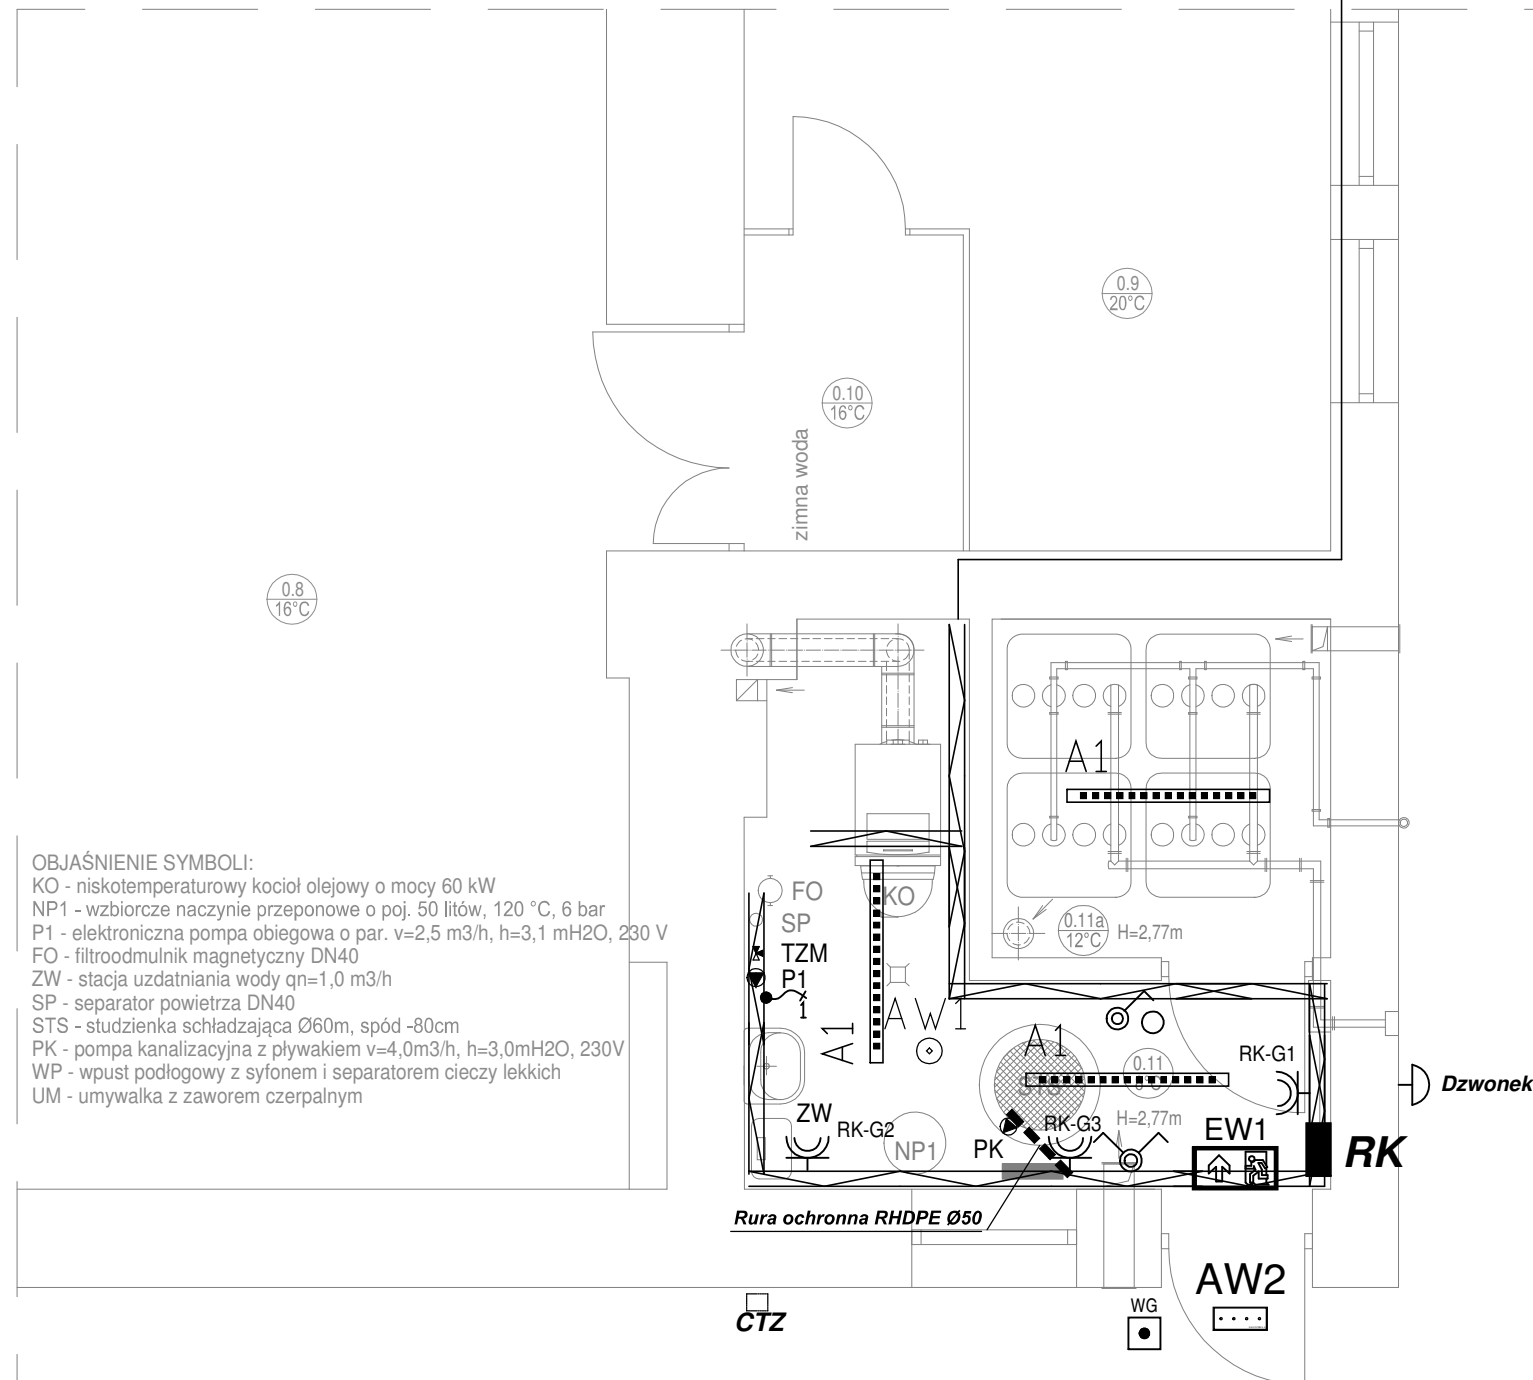 0.9
20°C
0.10
16°C
zimna woda
0.8
16°C
A1
OBJAŚNIENIE SYMBOLI:
KO - niskotemperaturowy kocioł olejowy o mocy 60 kW
NP1 - wzbiorcze naczynie przeponowe o poj. 50 litów, 120 °C, 6 bar
P1 - elektroniczna pompa obiegowa o par. v=2,5 m3/h, h=3,1 mH2O, 230 V
FO - filtroodmulnik magnetyczny DN40
ZW - stacja uzdatniania wody qn=1,0 m3/h
SP - separator powietrza DN40
STS - studzienka schładzająca Ø60m, spód -80cm
PK - pompa kanalizacyjna z pływakiem v=4,0m3/h, h=3,0mH2O, 230V
WP - wpust podłogowy z syfonem i separatorem cieczy lekkich
UM - umywalka z zaworem czerpalnym
FO
KO
SP
TZM
P1
1
0.11a
12°C
H=2,77m
A1
AW1
A1
STS
0.11
RK-G1
Dzwonek
ZW
RK-G2
NP1
PK
RK-G3
H=2,77m
EW1
RK
Rura ochronna RHDPE Ø50
AW2
CTZ
WG